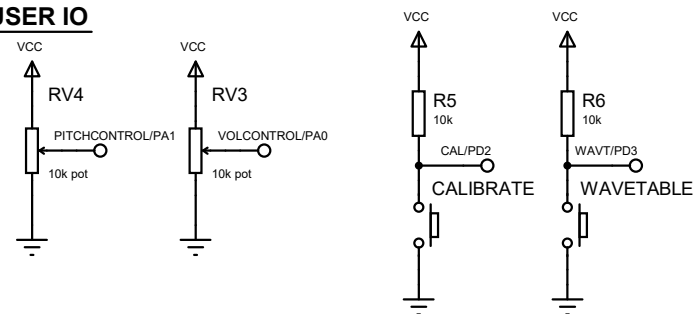 USER IO
VCC
VCC
VCC
VCC
RV4
RV3
R5
10k
R6
10k
PITCHCONTROL/PA1
VOLCONTROL/PA0
10k pot
10k pot
CAL/PD2
WAVT/PD3
CALIBRATE
WAVETABLE